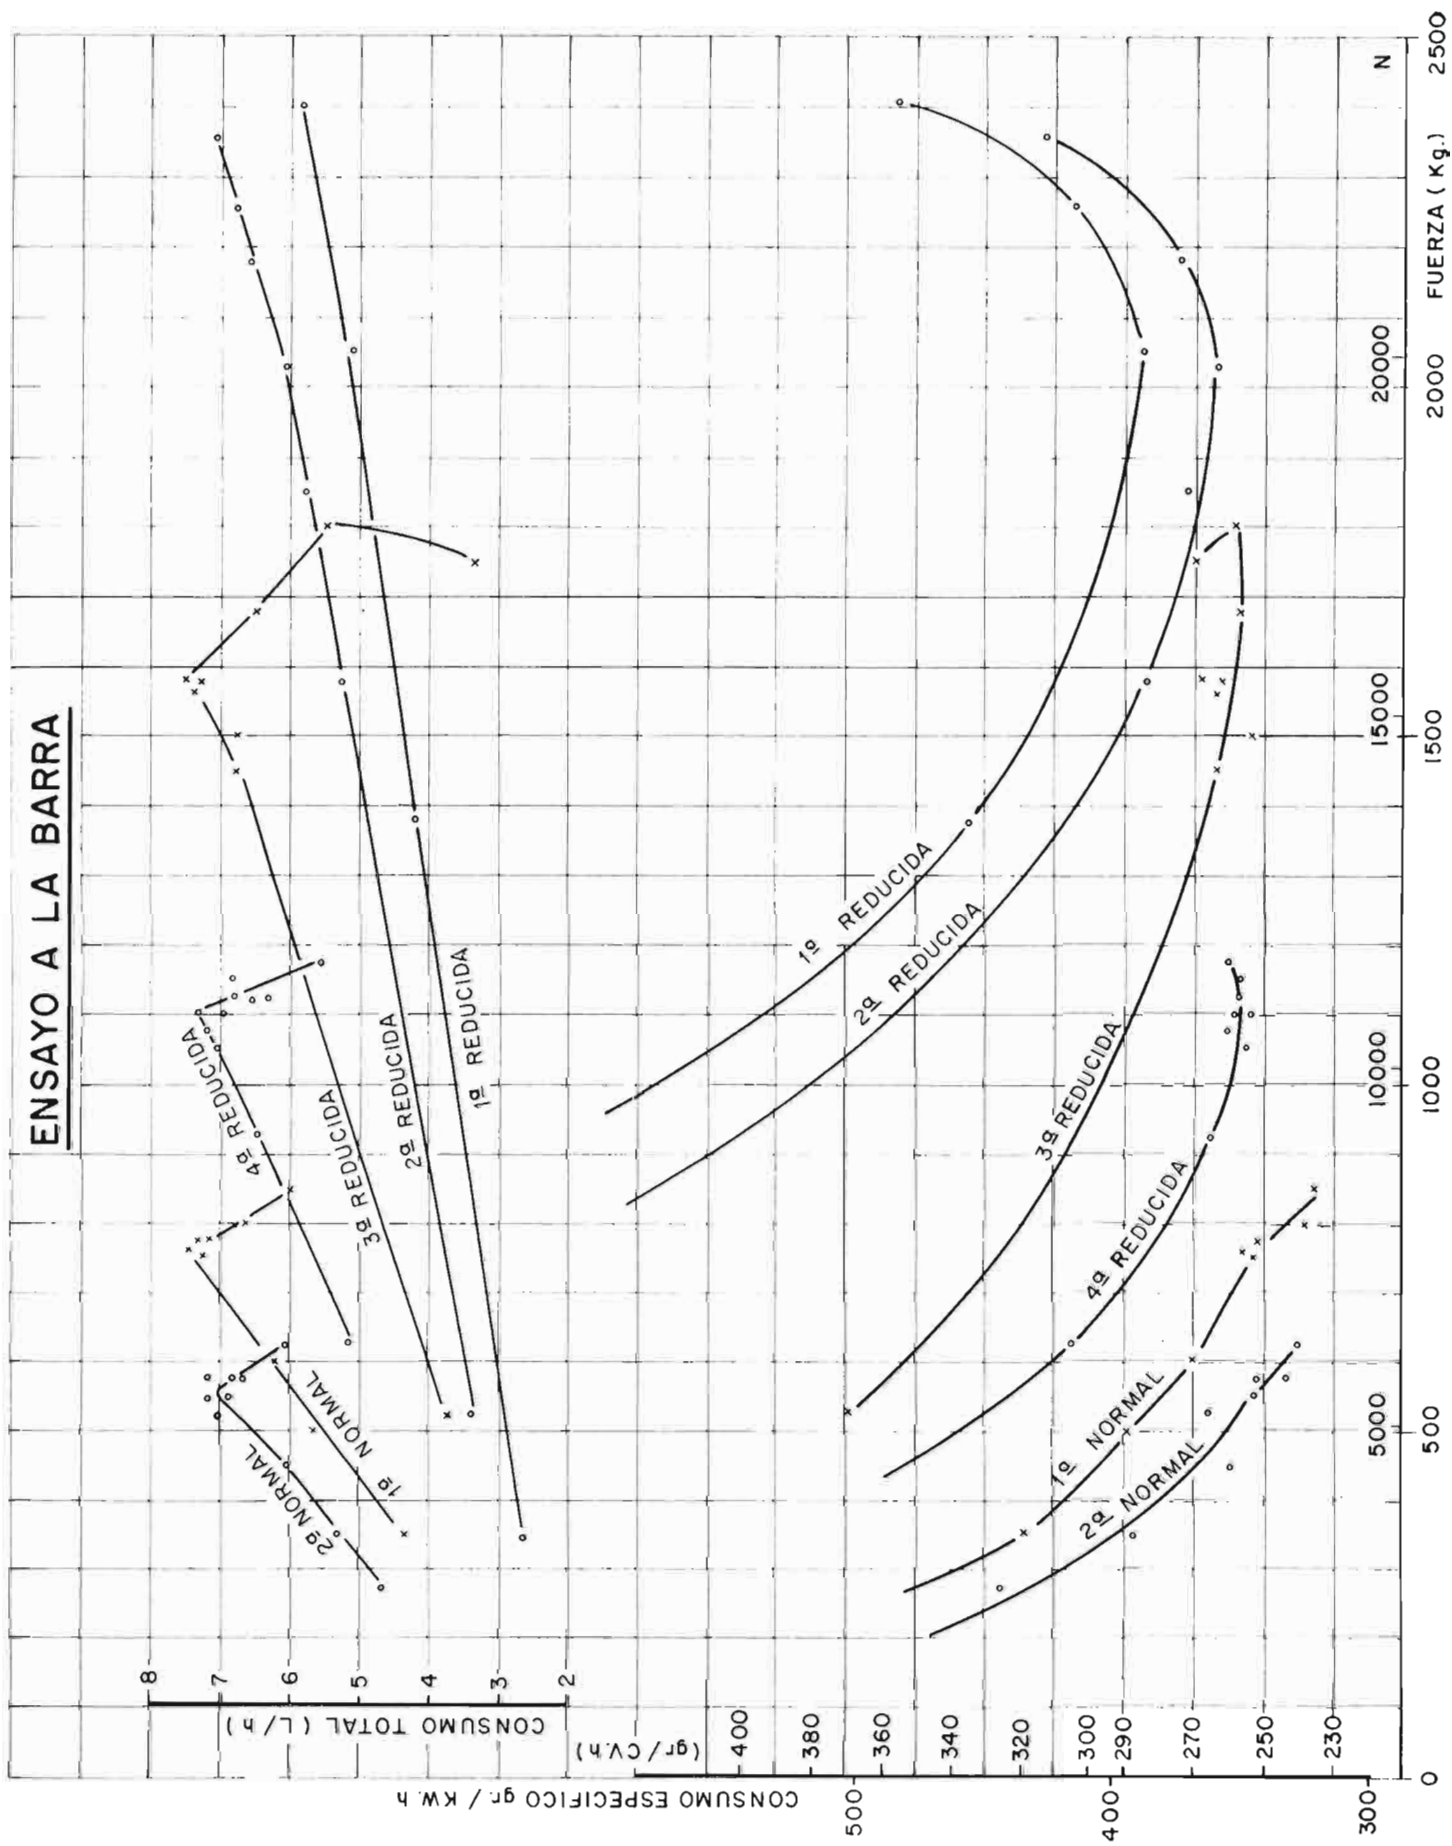 ENSAYO A LA BARRA
8
7
6
5
4
3
2
CONSUMO TOTAL (L/h)
2ª NORMAL
1ª NORMAL
4ª REDUCIDA
3ª REDUCIDA
2ª REDUCIDA
1ª REDUCIDA
CONSUMO ESPECIFICO gr. / KW. h
(gr/CV.h)
400
380
360
340
320
300
290
270
250
230
500
400
300
1ª REDUCIDA
2ª REDUCIDA
3ª REDUCIDA
4ª REDUCIDA
1ª NORMAL
2ª NORMAL
5000 10000 15000 20000 N
0 500 1000 1500 2000 FUERZA ( Kg.) 2500